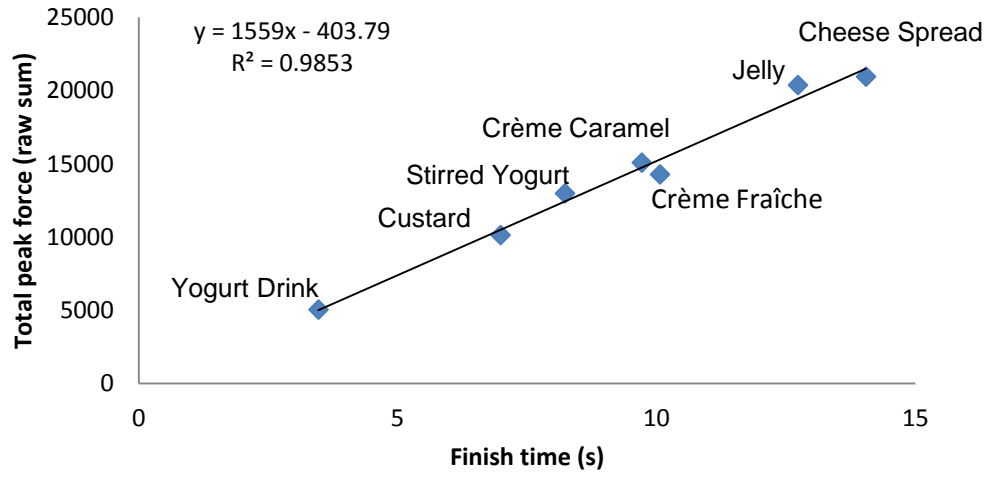 25000
y = 1559x - 403.79
R² = 0.9853
Cheese Spread
20000
Jelly
Crème Caramel
15000
Stirred Yogurt
Crème Fraîche
Custard
10000
Yogurt Drink
5000
0
Total peak force (raw sum)
0 5 10 15
Finish time (s)